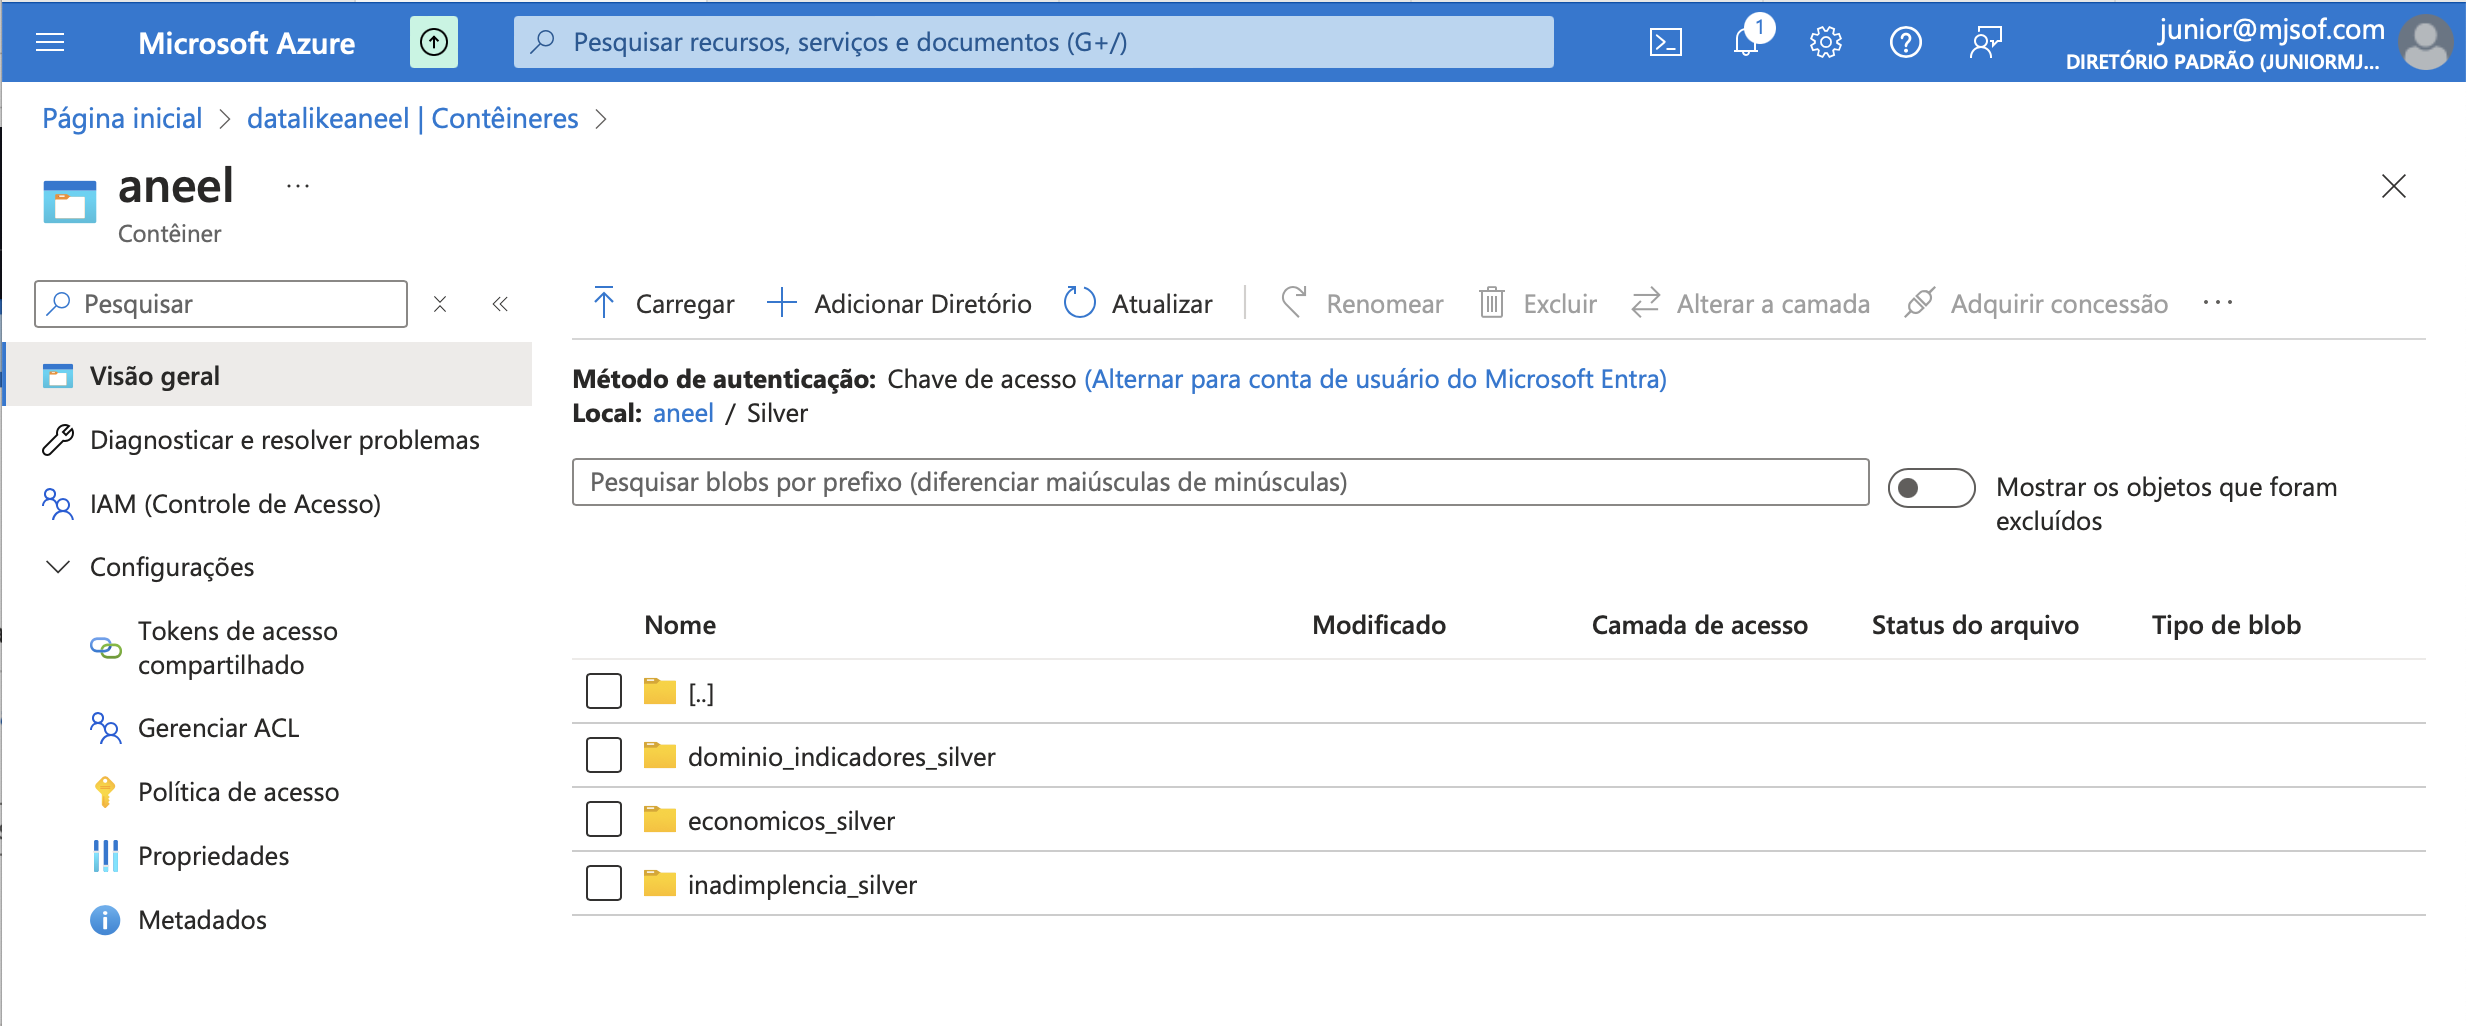 Microsoft Azure
Pesquisar recursos, serviços e documentos (G+/)
1
junior@mjsof.com
DIRETÓRIO PADRÃO (JUNIORMJ...
Página inicial > datalikeaneel | Contêineres >
aneel ...
Contêiner
Pesquisar
Carregar
Adicionar Diretório
Atualizar
Renomear
Excluir
Alterar a camada
Adquirir concessão
...
Visão geral
Diagnosticar e resolver problemas
IAM (Controle de Acesso)
Configurações
Tokens de acesso
compartilhado
Gerenciar ACL
Política de acesso
Propriedades
Metadados
Método de autenticação: Chave de acesso (Alternar para conta de usuário do Microsoft Entra)
Local: aneel / Silver
Pesquisar blobs por prefixo (diferenciar maiúsculas de minúsculas)
Mostrar os objetos que foram
excluídos
Nome Modificado Camada de acesso Status do arquivo Tipo de blob
[..]
dominio_indicadores_silver
economicos_silver
inadimplencia_silver